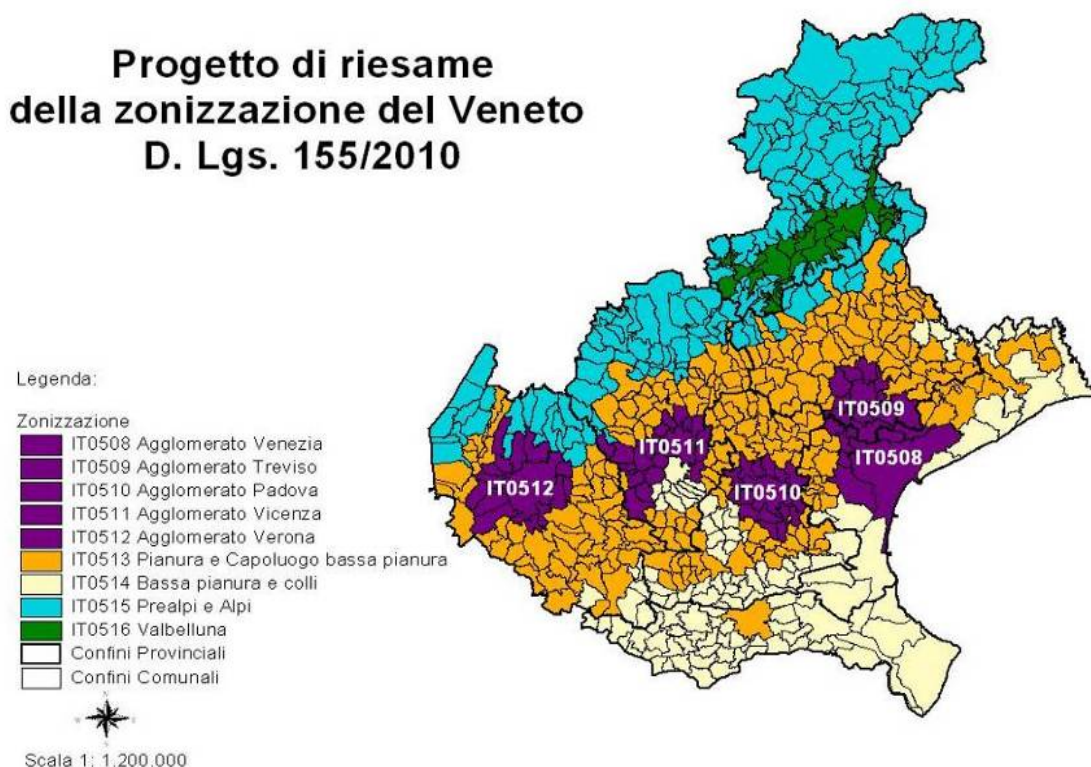 Progetto di riesame
della zonizzazione del Veneto
D. Lgs. 155/2010
IT0509
IT0511
IT0508
IT0512
IT0510
Legenda:
Zonizzazione
IT0508 Agglomerato Venezia
IT0509 Agglomerato Treviso
IT0510 Agglomerato Padova
IT0511 Agglomerato Vicenza
IT0512 Agglomerato Verona
IT0513 Pianura e Capoluogo bassa pianura
IT0514 Bassa pianura e colli
IT0515 Prealpi e Alpi
IT0516 Valbelluna
Confini Provinciali
Confini Comunali
Scala 1: 1.200.000